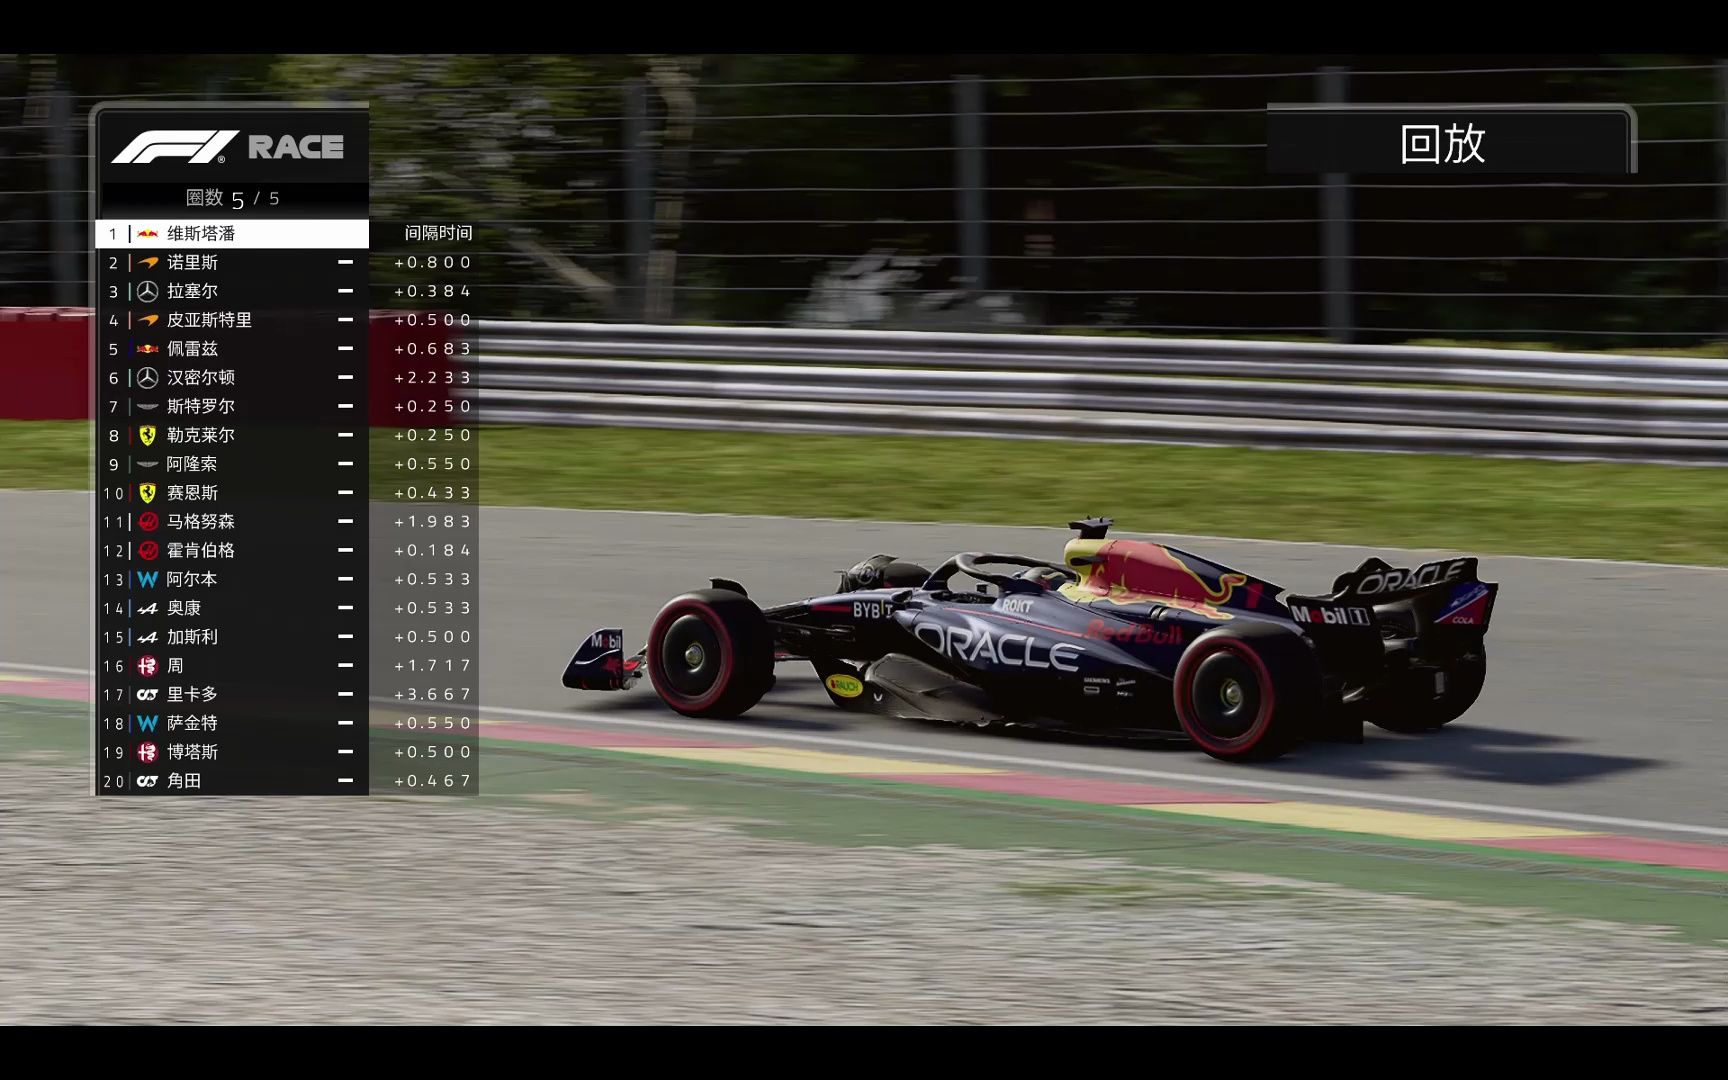 F1 RACE
圈数 5 / 5
1 维斯塔潘 间隔时间
2 诺里斯 +0.800
3 拉塞尔 +0.384
4 皮亚斯特里 +0.500
5 佩雷兹 +0.683
6 汉密尔顿 +2.233
7 斯特罗尔 +0.250
8 勒克莱尔 +0.250
9 阿隆索 +0.550
10 赛恩斯 +0.433
11 马格努森 +1.983
12 霍肯伯格 +0.184
13 W 阿尔本 +0.533
14 奥康 +0.533
15 加斯利 +0.500
16 周 +1.717
17 里卡多 +3.667
18 W 萨金特 +0.550
19 博塔斯 +0.500
20 角田 +0.467
回放
ORACLE
Mobil 1
COLA
BYBIT
ROKT
ORACLE
Red Bull
Mobil
RAUCH